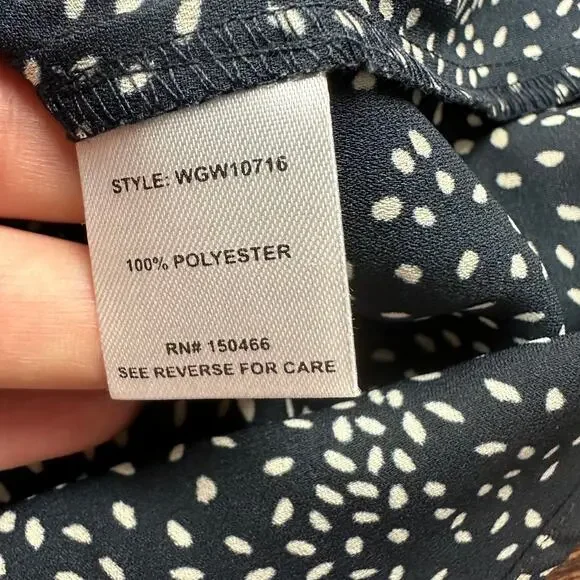 STYLE: WGW10716
100% POLYESTER
RN# 150466
SEE REVERSE FOR CARE